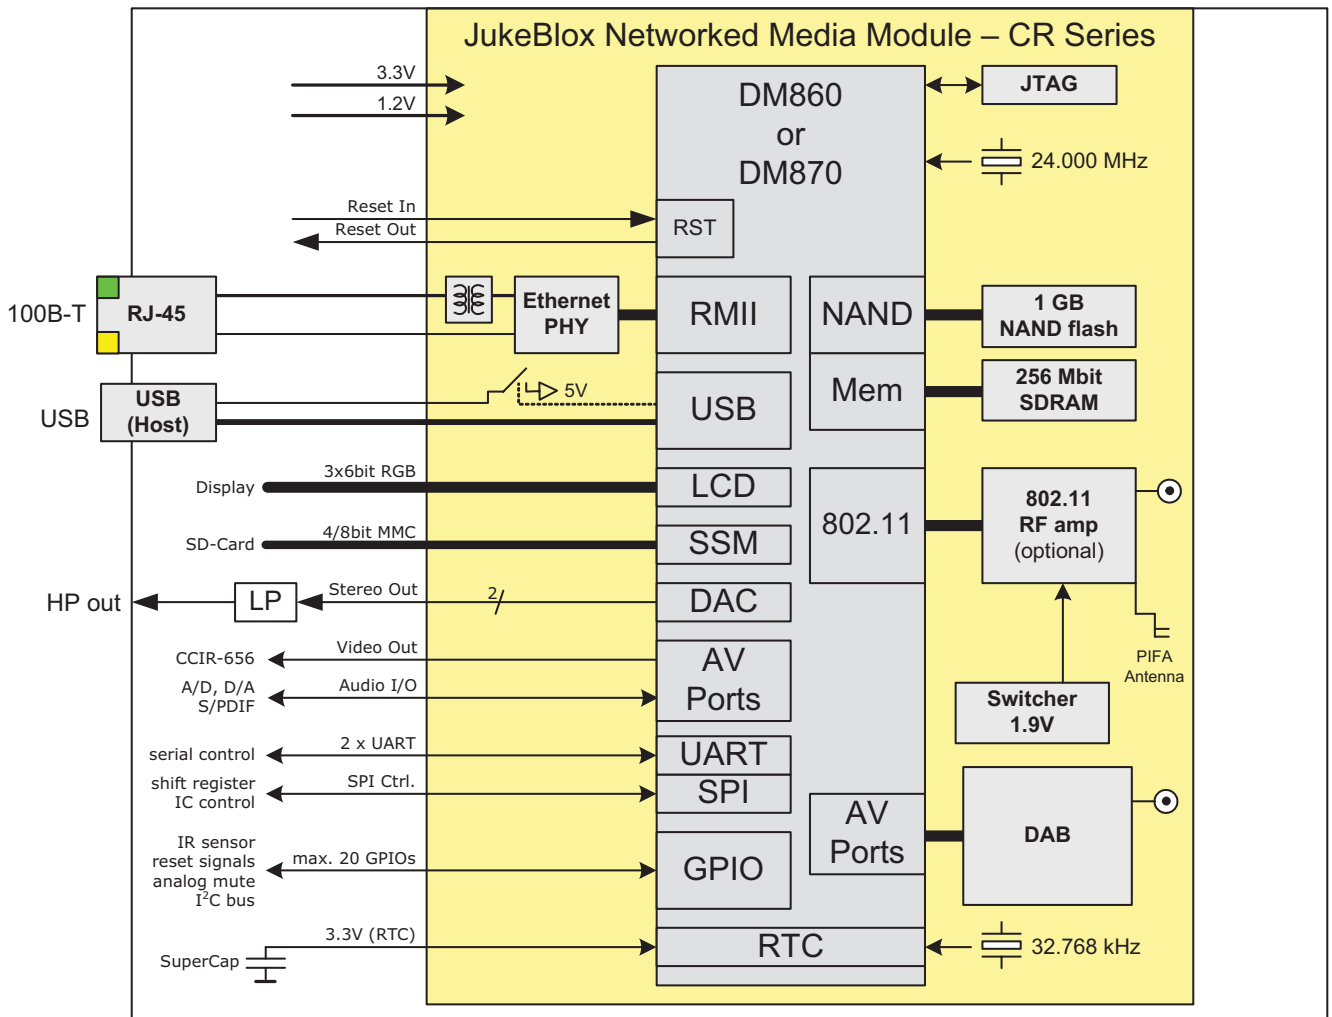 JukeBlox Networked Media Module – CR Series
3.3V
1.2V
DM860
or
DM870
JTAG
24.000 MHz
Reset In
Reset Out
RST
100B-T
RJ-45
Ethernet
PHY
RMII
NAND
1 GB
NAND flash
USB
USB
(Host)
5V
USB
Mem
256 Mbit
SDRAM
Display
3x6bit RGB
LCD
SD-Card
4/8bit MMC
SSM
802.11
802.11
RF amp
(optional)
HP out
LP
Stereo Out
2
DAC
CCIR-656
Video Out
A/D, D/A
S/PDIF
Audio I/O
AV
Ports
PIFA
Antenna
Switcher
1.9V
serial control
2 x UART
UART
shift register
IC control
SPI Ctrl.
SPI
AV
Ports
DAB
IR sensor
reset signals
analog mute
I²C bus
max. 20 GPIOs
GPIO
SuperCap
3.3V (RTC)
RTC
32.768 kHz